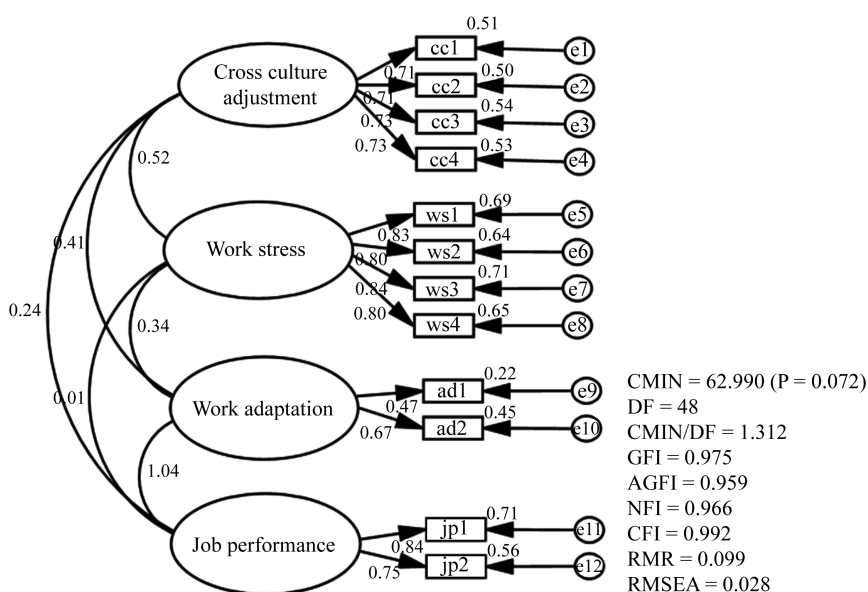 0.51
cc1
e1
Cross culture
adjustment
0.71
cc2
0.50
e2
0.71
cc3
0.54
e3
0.73
cc4
0.53
e4
0.73
0.52
0.69
ws1
e5
0.83
ws2
0.64
e6
Work stress
0.80
ws3
0.71
e7
0.84
ws4
0.65
e8
0.80
0.41
0.24
0.34
0.01
0.22
ad1
e9
Work adaptation
0.47
ad2
0.45
e10
0.67
1.04
0.71
jp1
e11
Job performance
0.84
jp2
0.56
e12
0.75
CMIN = 62.990 (P = 0.072)
DF = 48
CMIN/DF = 1.312
GFI = 0.975
AGFI = 0.959
NFI = 0.966
CFI = 0.992
RMR = 0.099
RMSEA = 0.028